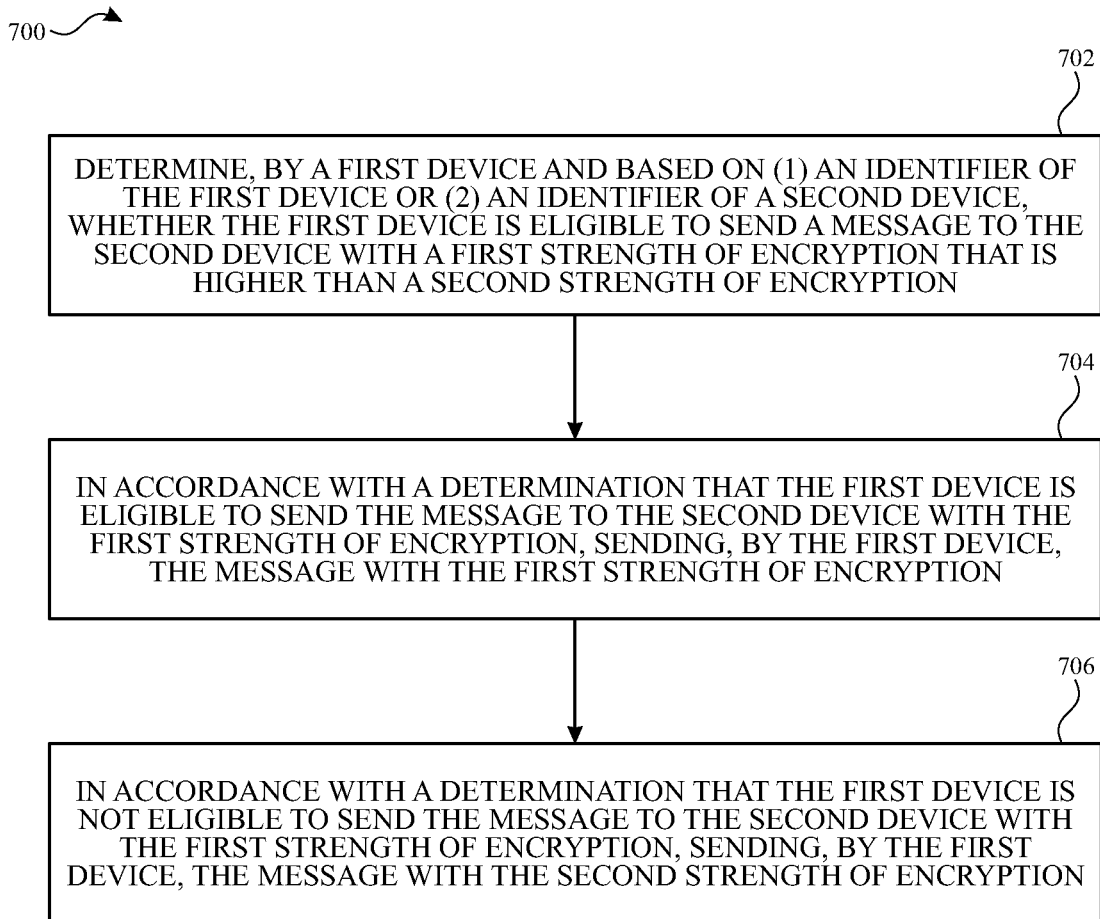 700
702
DETERMINE, BY A FIRST DEVICE AND BASED ON (1) AN IDENTIFIER OF
THE FIRST DEVICE OR (2) AN IDENTIFIER OF A SECOND DEVICE,
WHETHER THE FIRST DEVICE IS ELIGIBLE TO SEND A MESSAGE TO THE
SECOND DEVICE WITH A FIRST STRENGTH OF ENCRYPTION THAT IS
HIGHER THAN A SECOND STRENGTH OF ENCRYPTION
704
IN ACCORDANCE WITH A DETERMINATION THAT THE FIRST DEVICE IS
ELIGIBLE TO SEND THE MESSAGE TO THE SECOND DEVICE WITH THE
FIRST STRENGTH OF ENCRYPTION, SENDING, BY THE FIRST DEVICE,
THE MESSAGE WITH THE FIRST STRENGTH OF ENCRYPTION
706
IN ACCORDANCE WITH A DETERMINATION THAT THE FIRST DEVICE IS
NOT ELIGIBLE TO SEND THE MESSAGE TO THE SECOND DEVICE WITH
THE FIRST STRENGTH OF ENCRYPTION, SENDING, BY THE FIRST
DEVICE, THE MESSAGE WITH THE SECOND STRENGTH OF ENCRYPTION